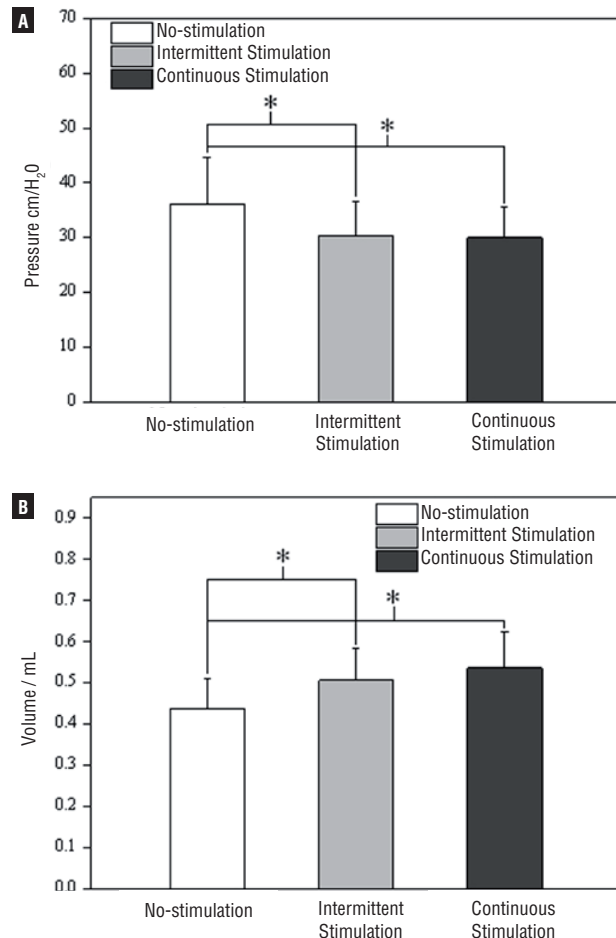 A
70
60
50
40
30
20
10
0
Pressure cm/H₂0
No-stimulation
Intermittent Stimulation
Continuous Stimulation
*
*
No-stimulation
Intermittent
Stimulation
Continuous
Stimulation
B
0.9
0.8
0.7
0.6
0.5
0.4
0.3
0.2
0.1
0.0
Volume / mL
No-stimulation
Intermittent Stimulation
Continuous Stimulation
*
*
No-stimulation
Intermittent
Stimulation
Continuous
Stimulation